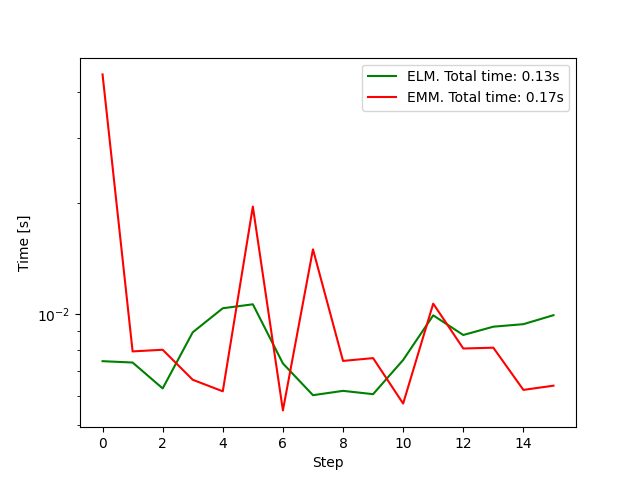 ELM. Total time: 0.13s
EMM. Total time: 0.17s
Time [s]
10⁻²
0 2 4 6 8 10 12 14
Step